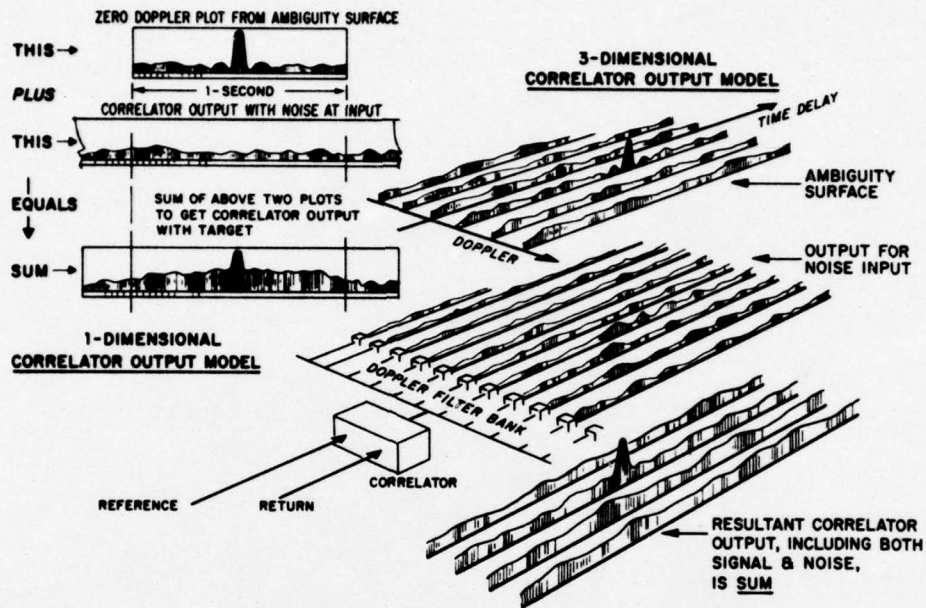 ZERO DOPPLER PLOT FROM AMBIGUITY SURFACE
THIS
1-SECOND
PLUS
CORRELATOR OUTPUT WITH NOISE AT INPUT
THIS
EQUALS
SUM OF ABOVE TWO PLOTS
TO GET CORRELATOR OUTPUT
WITH TARGET
SUM
1-DIMENSIONAL
CORRELATOR OUTPUT MODEL
3-DIMENSIONAL
CORRELATOR OUTPUT MODEL
TIME DELAY
AMBIGUITY
SURFACE
DOPPLER
OUTPUT FOR
NOISE INPUT
DOPPLER FILTER BANK
CORRELATOR
REFERENCE
RETURN
RESULTANT CORRELATOR
OUTPUT, INCLUDING BOTH
SIGNAL & NOISE,
IS SUM